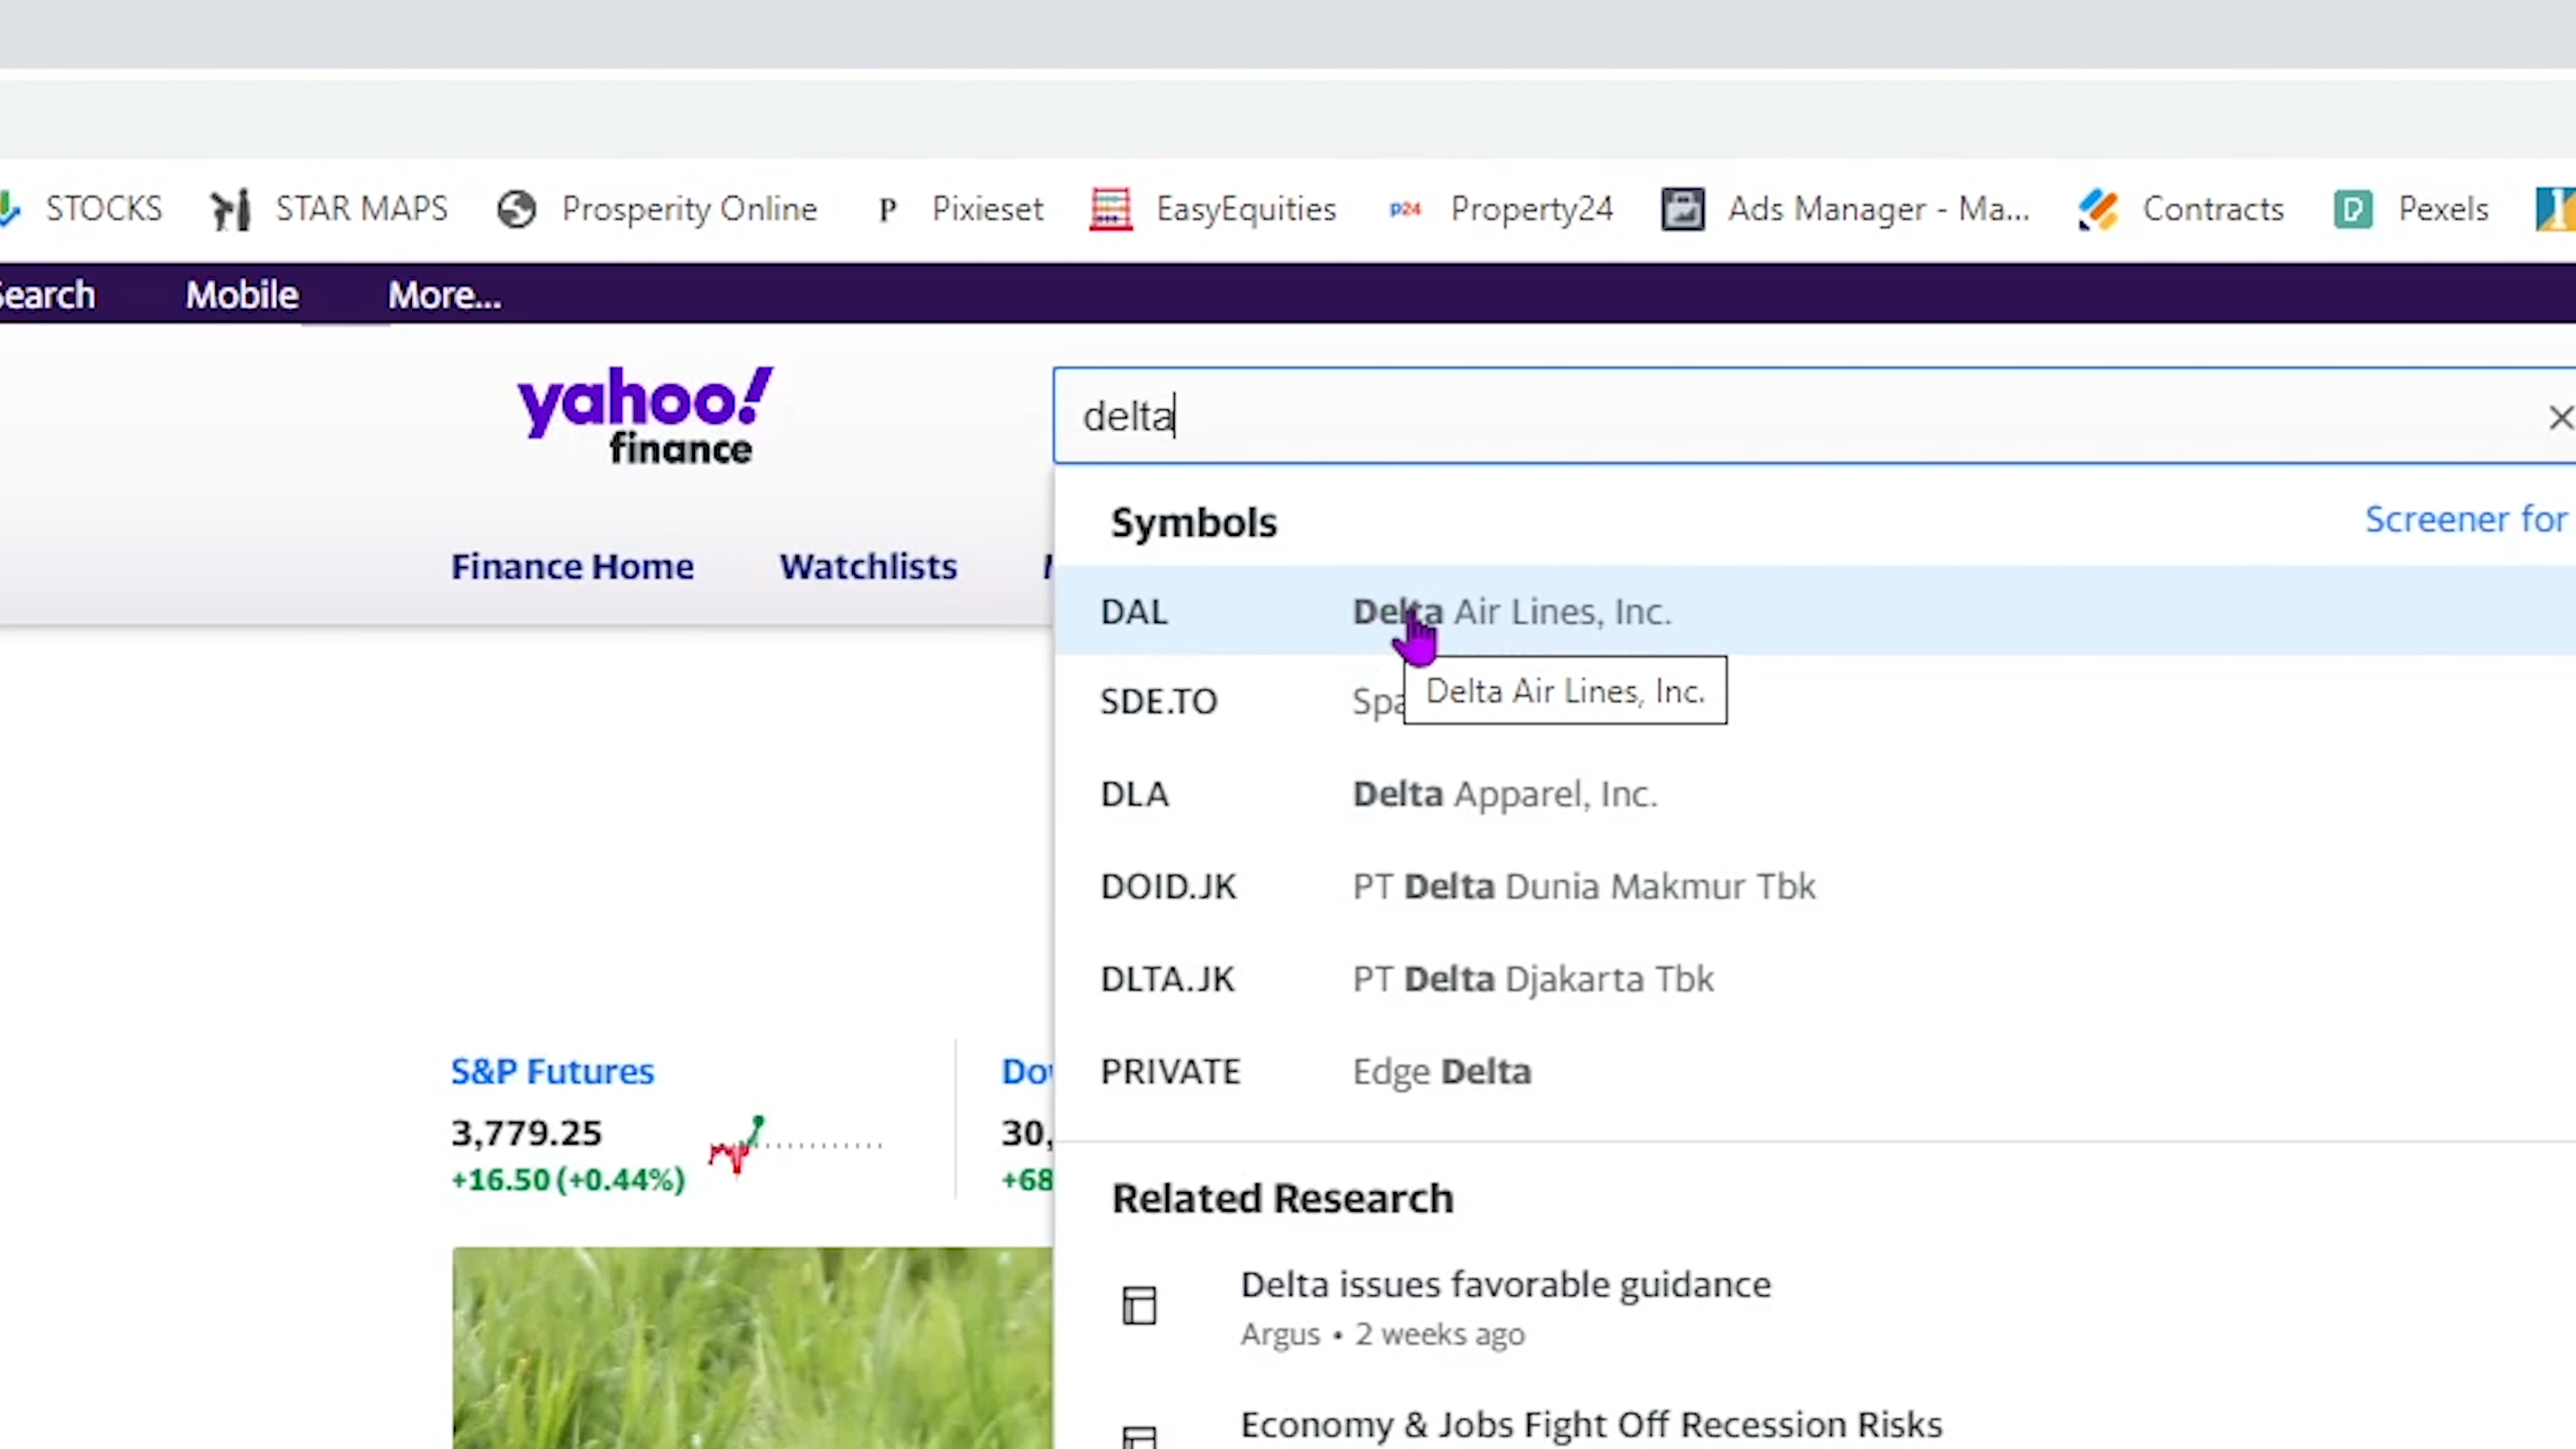 STOCKS STAR MAPS Prosperity Online P Pixieset EasyEquities p24 Property24 Ads Manager - Ma... Contracts Pexels
Search Mobile More...
yahoo!
finance
delta
Symbols Screener for
Finance Home Watchlists
DAL Delta Air Lines, Inc.
Delta Air Lines, Inc.
SDE.TO Spa
DLA Delta Apparel, Inc.
DOID.JK PT Delta Dunia Makmur Tbk
DLTA.JK PT Delta Djakarta Tbk
PRIVATE Edge Delta
S&P Futures
3,779.25 30,
+16.50 (+0.44%) +68
Related Research
Delta issues favorable guidance
Argus • 2 weeks ago
Economy & Jobs Fight Off Recession Risks